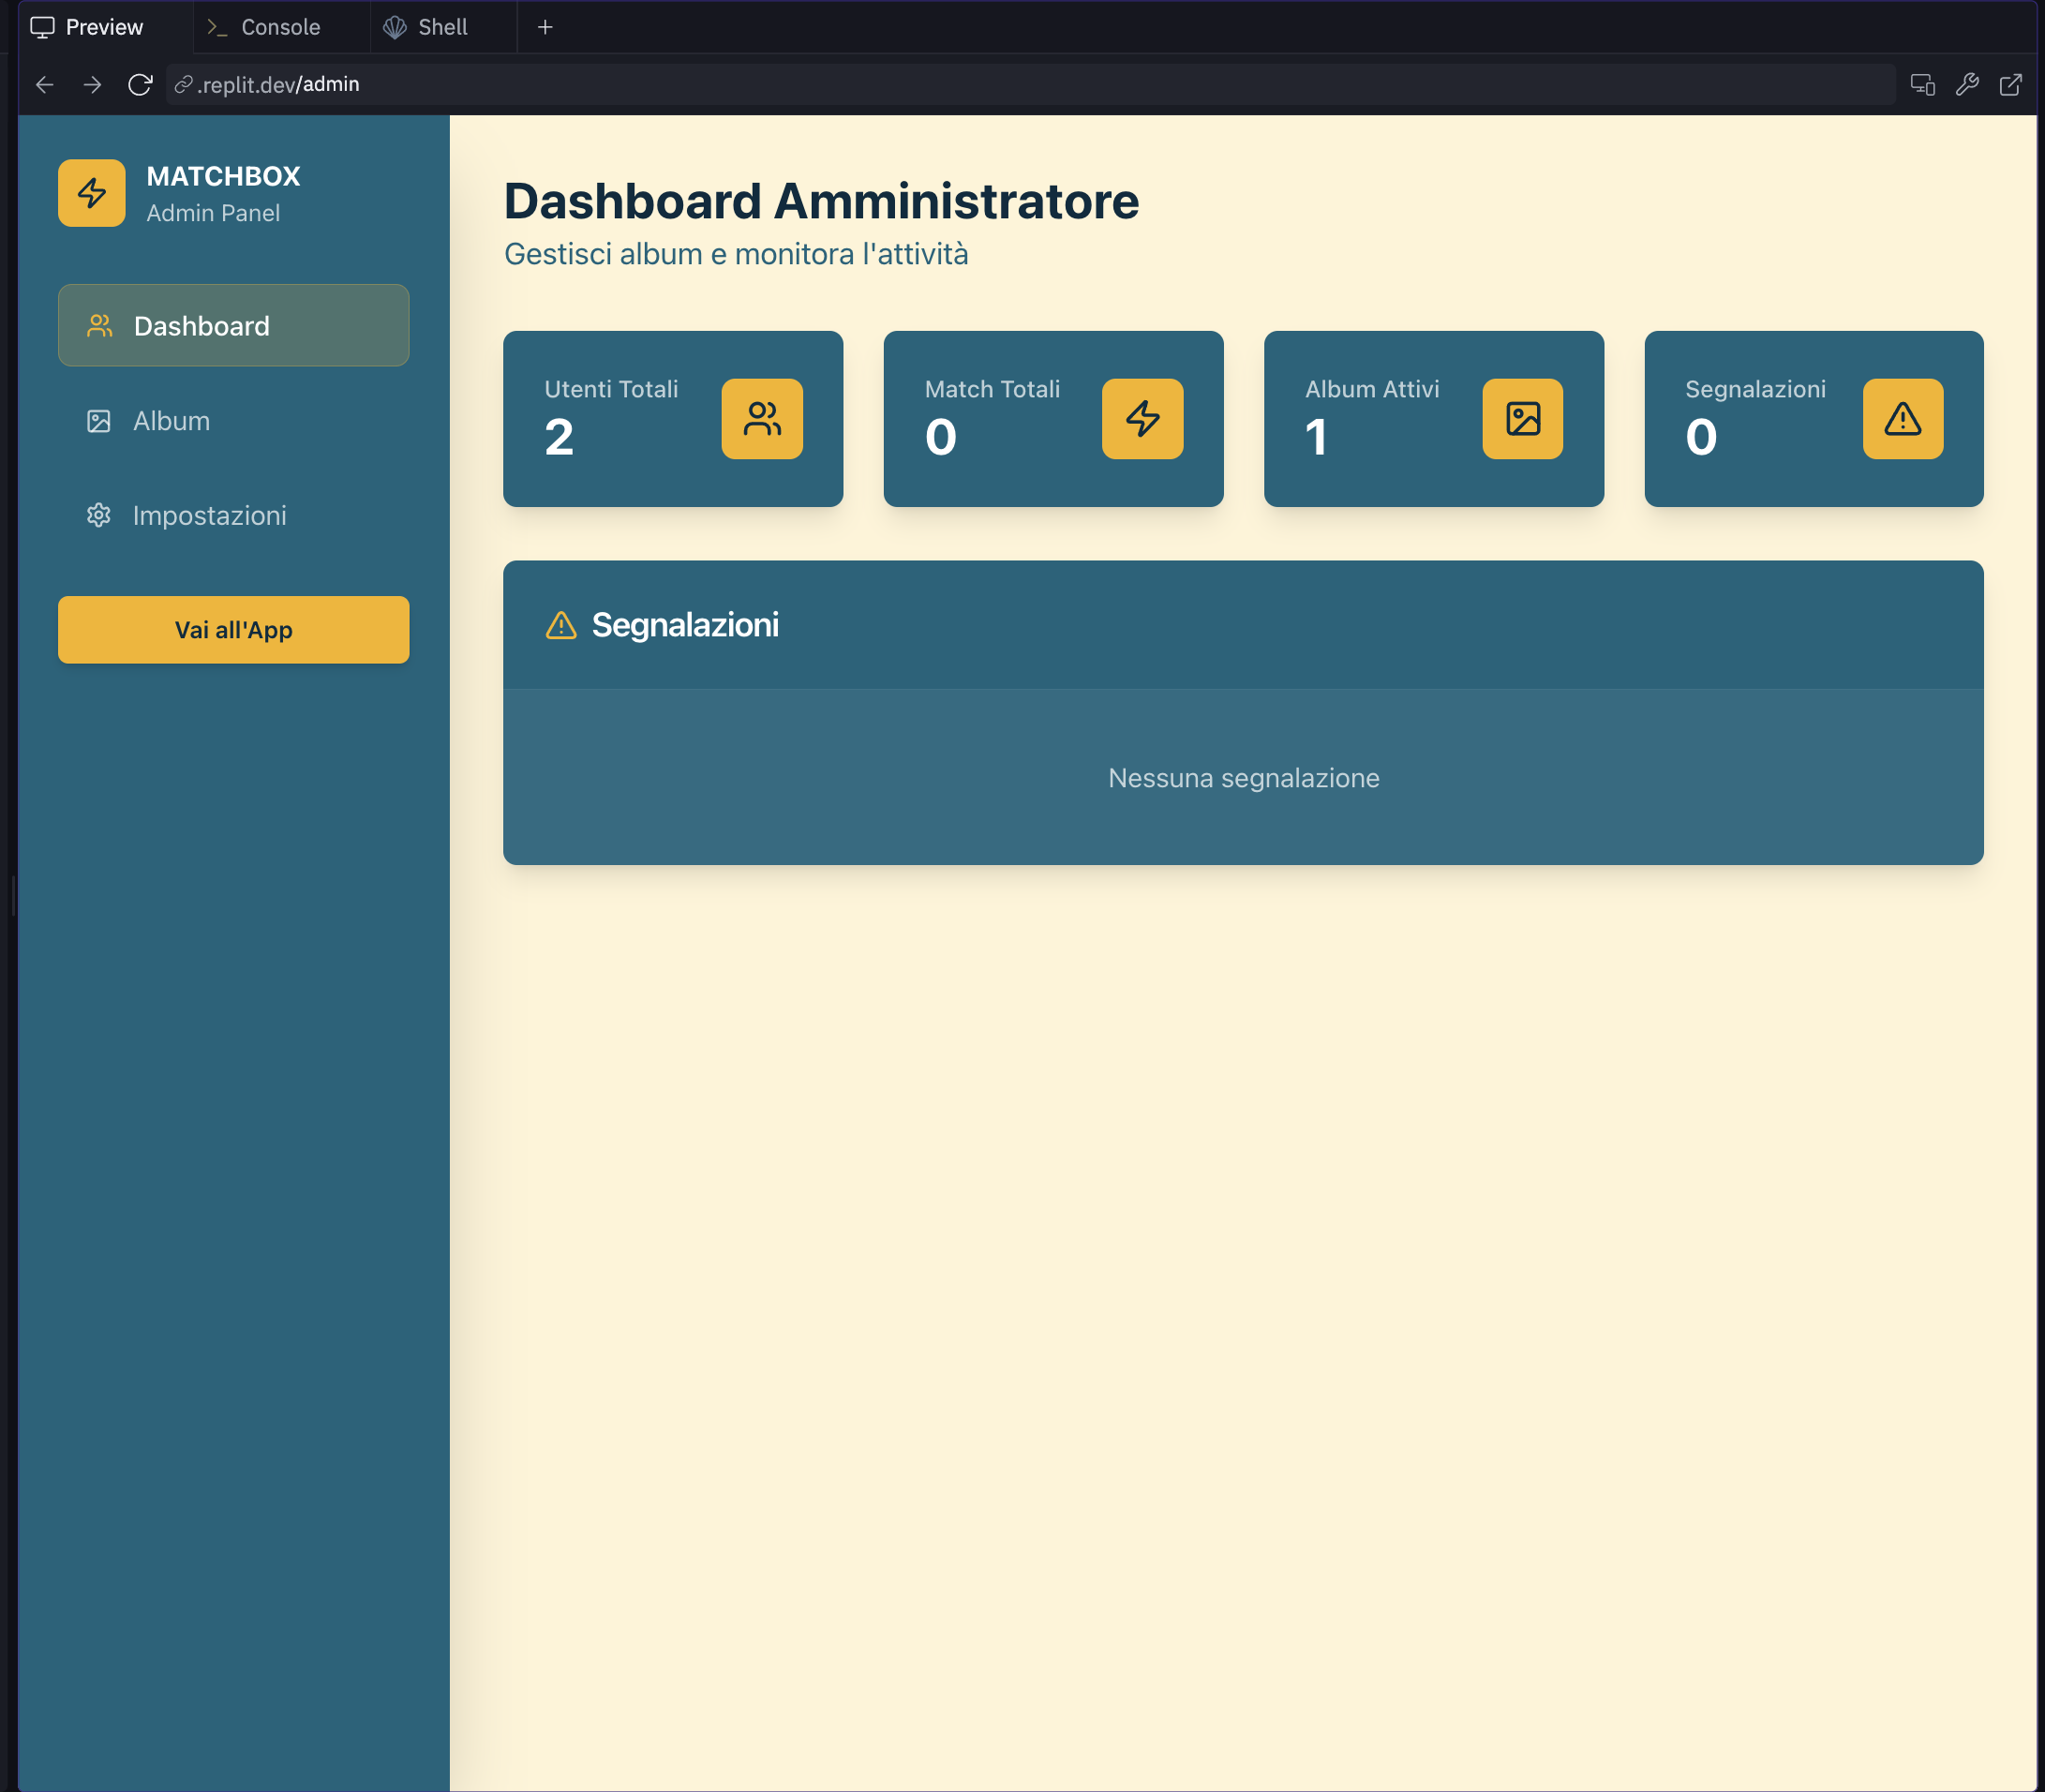 Preview
Console
Shell
.replit.dev/admin
MATCHBOX
Admin Panel
Dashboard
Album
Impostazioni
Vai all'App
Dashboard Amministratore
Gestisci album e monitora l'attività
Utenti Totali
2
Match Totali
0
Album Attivi
1
Segnalazioni
0
Segnalazioni
Nessuna segnalazione